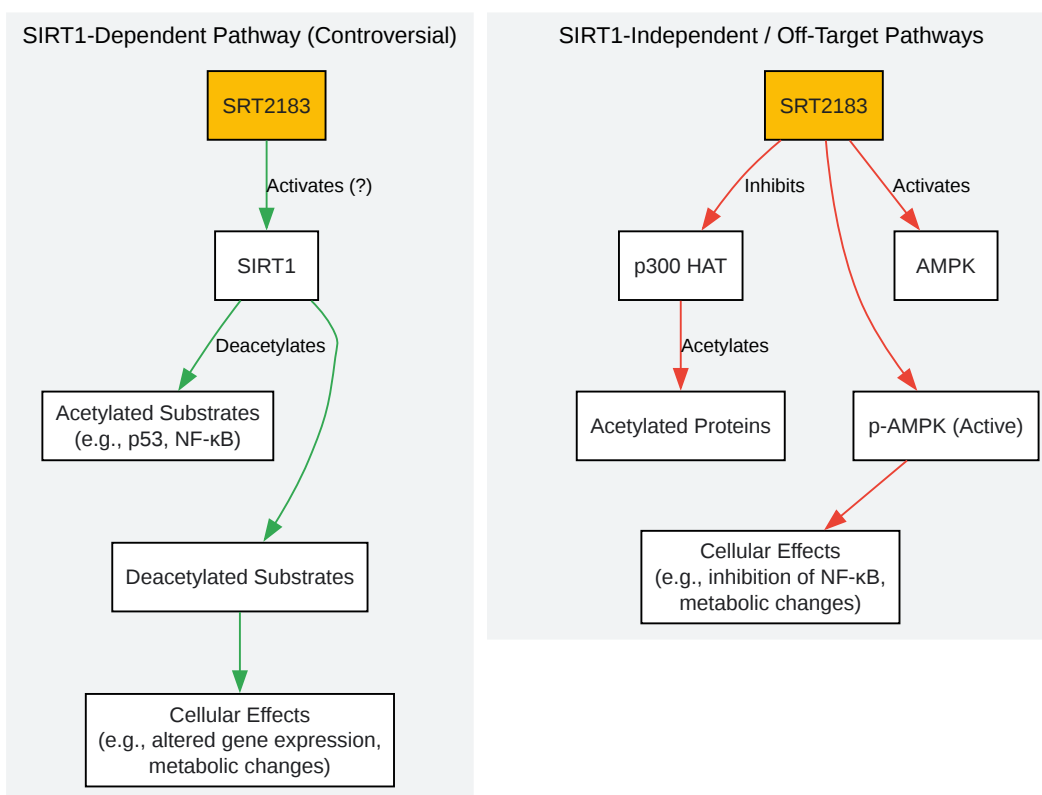 SIRT1-Dependent Pathway (Controversial)
SRT2183
Activates (?)
SIRT1
Deacetylates
Acetylated Substrates
(e.g., p53, NF-κB)
Deacetylated Substrates
Cellular Effects
(e.g., altered gene expression,
metabolic changes)
SIRT1-Independent / Off-Target Pathways
SRT2183
Inhibits
Activates
p300 HAT
AMPK
Acetylates
Acetylated Proteins
p-AMPK (Active)
Cellular Effects
(e.g., inhibition of NF-κB,
metabolic changes)